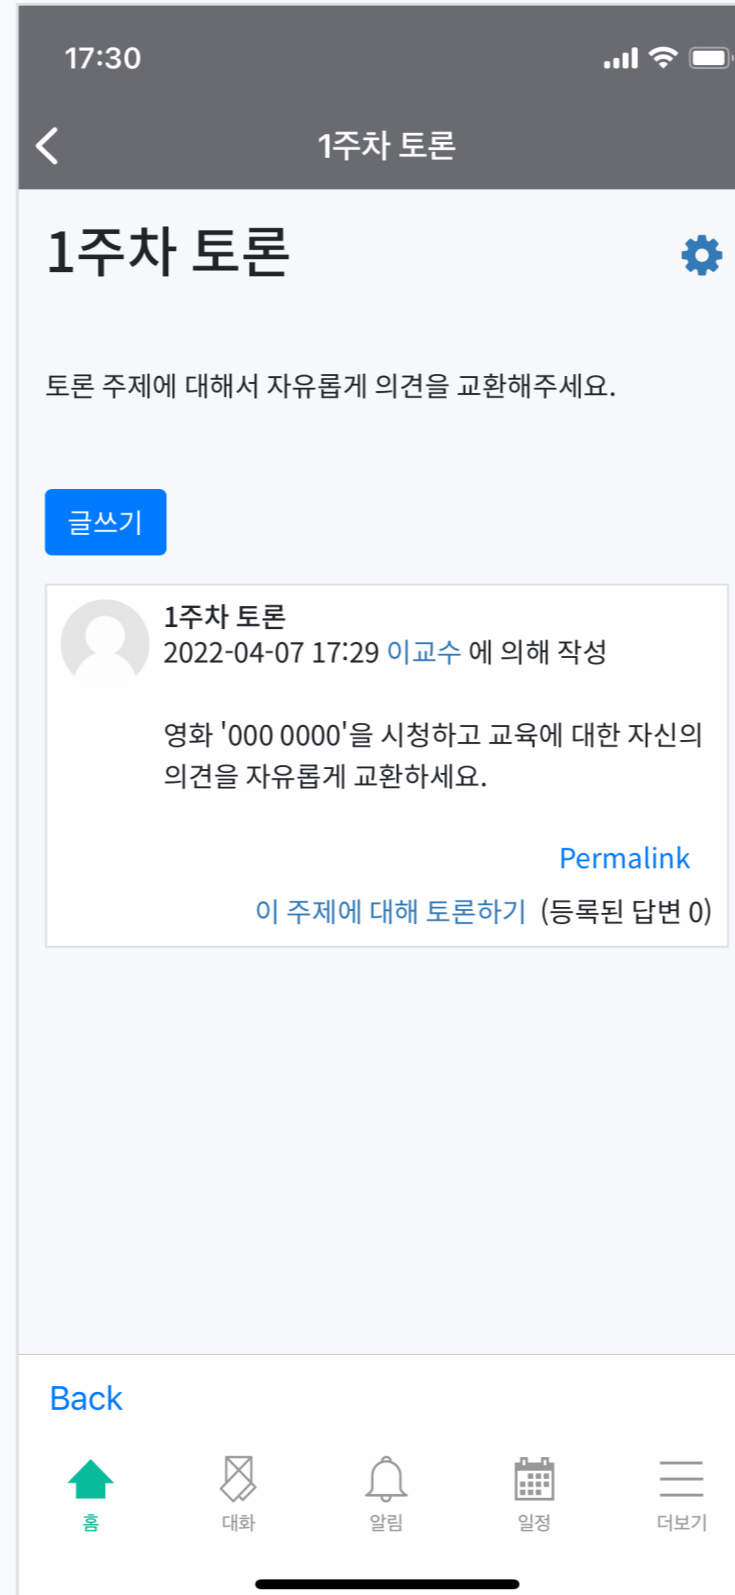 17:30
1주차 토론
1주차 토론
토론 주제에 대해서 자유롭게 의견을 교환해주세요.
글쓰기
1주차 토론
2022-04-07 17:29 이교수 에 의해 작성
영화 '000 0000'을 시청하고 교육에 대한 자신의
의견을 자유롭게 교환하세요.
Permalink
이 주제에 대해 토론하기 (등록된 답변 0)
Back
홈 대화 알림 일정 더보기